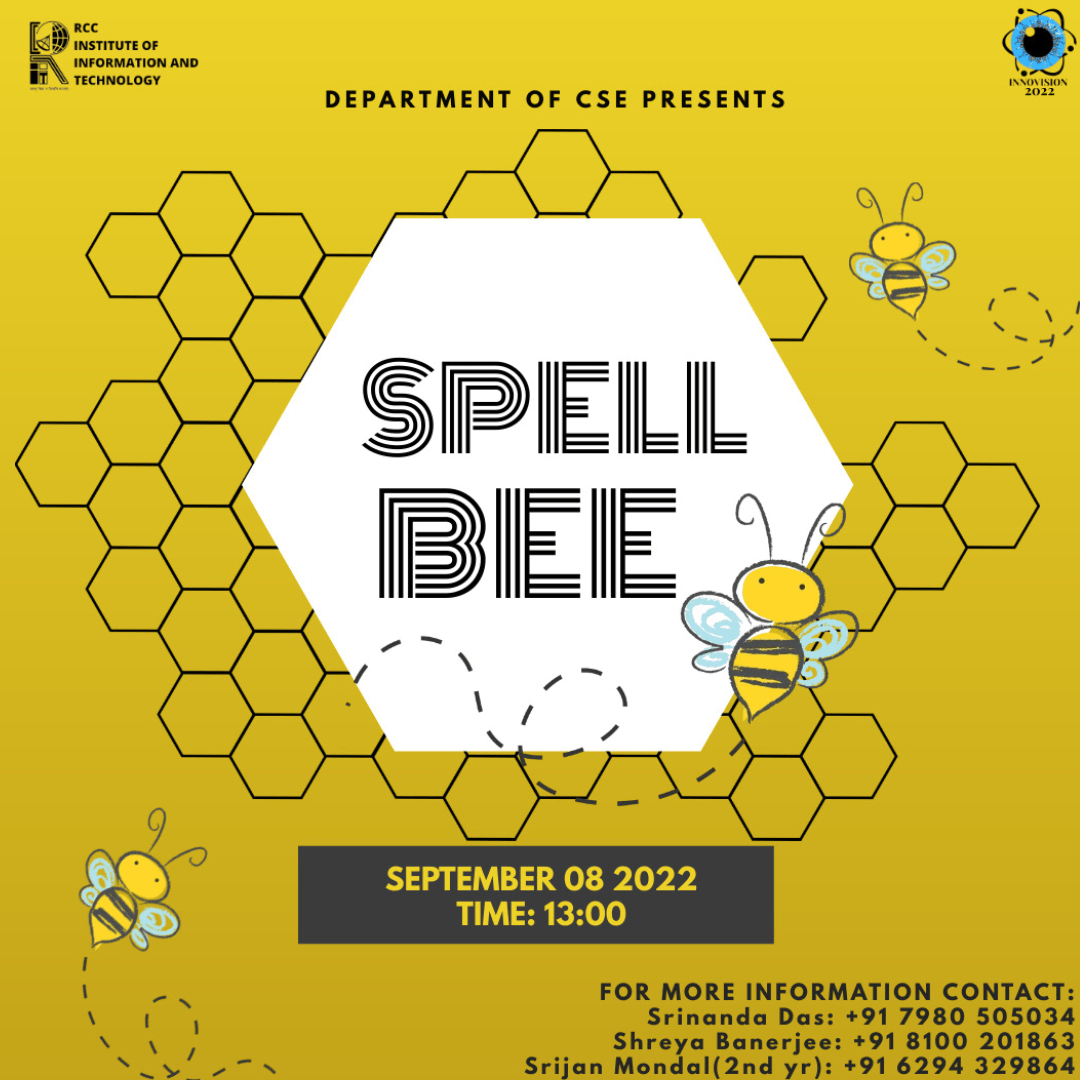 RCC
INSTITUTE OF
INFORMATION AND
TECHNOLOGY
INNOVISION
2022
DEPARTMENT OF CSE PRESENTS
SPELL
BEE
SEPTEMBER 08 2022
TIME: 13:00
FOR MORE INFORMATION CONTACT:
Srinanda Das: +91 7980 505034
Shreya Banerjee: +91 8100 201863
Srijan Mondal(2nd yr): +91 6294 329864